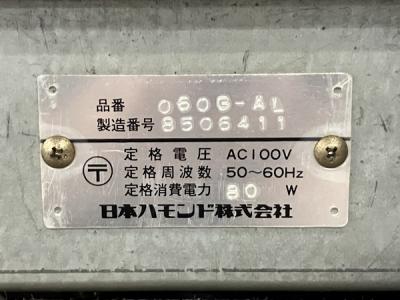 品番 060G-AL
製造番号 8506411
〒 定格電圧 AC100V
定格周波数 50～60Hz
定格消費電力 80 W
日本ハモンド株式会社